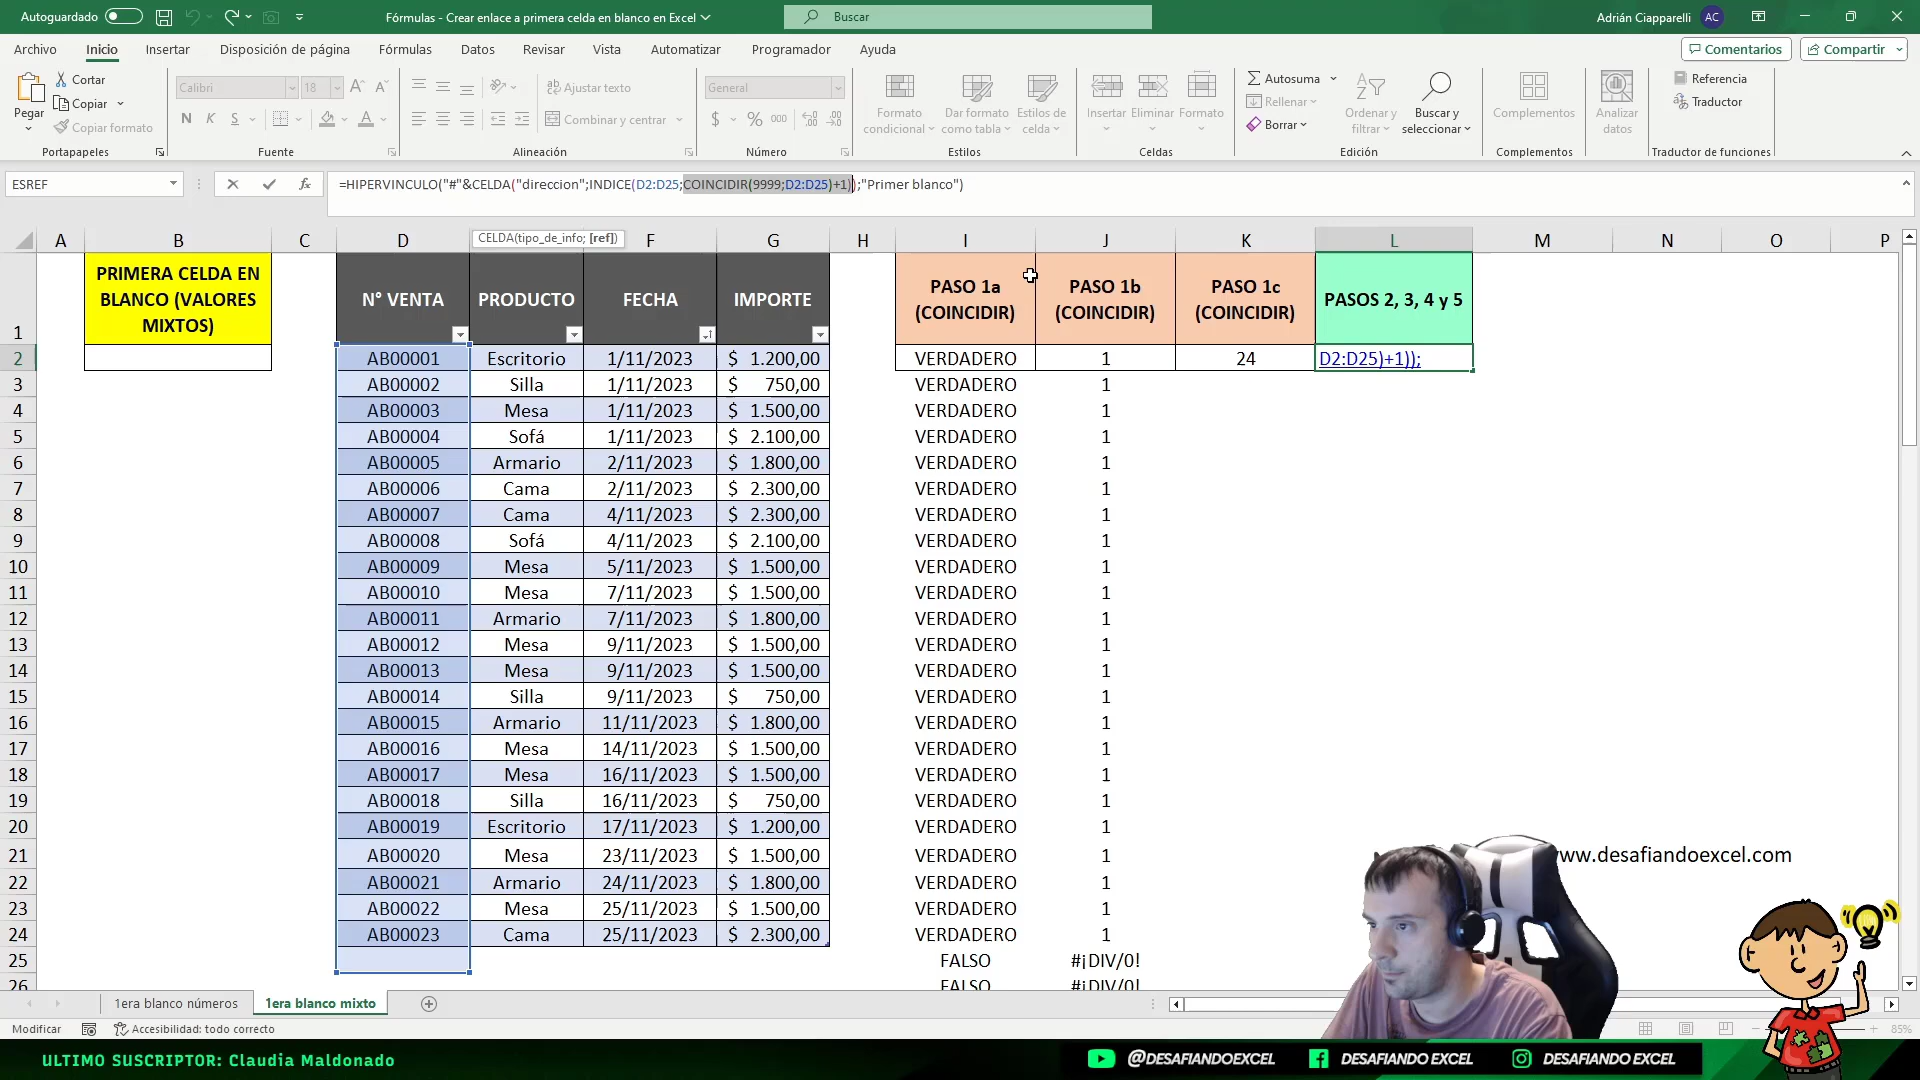 Autoguardado
Fórmulas - Crear enlace a primera celda en blanco en Excel
Buscar
Adrián Ciapparelli AC
Archivo Inicio Insertar Disposición de página Fórmulas Datos Revisar Vista Automatizar Programador Ayuda
Comentarios Compartir
Pegar
Cortar
Copiar
Copiar formato
Portapapeles
Calibri 18
N K S
Fuente
Ajustar texto
Combinar y centrar
Alineación
General
$ % 000
Número
Formato condicional
Dar formato como tabla
Estilos de celda
Estilos
Insertar Eliminar Formato
Celdas
Autosuma
Rellenar
Borrar
Ordenar y filtrar
Buscar y seleccionar
Edición
Complementos
Complementos
Analizar datos
Referencia
Traductor
Traductor de funciones
ESREF
fx
=HIPERVINCULO("#"&CELDA("direccion";INDICE(D2:D25;COINCIDIR(9999;D2:D25)+1));"Primer blanco")
CELDA(tipo_de_info; [ref])
A B C D F G H I J K L M N O P
1 PRIMERA CELDA EN BLANCO (VALORES MIXTOS) N° VENTA PRODUCTO FECHA IMPORTE PASO 1a (COINCIDIR) PASO 1b (COINCIDIR) PASO 1c (COINCIDIR) PASOS 2, 3, 4 y 5
2 AB00001 Escritorio 1/11/2023 $ 1.200,00 VERDADERO 1 24 D2:D25)+1));
3 AB00002 Silla 1/11/2023 $ 750,00 VERDADERO 1
4 AB00003 Mesa 1/11/2023 $ 1.500,00 VERDADERO 1
5 AB00004 Sofá 1/11/2023 $ 2.100,00 VERDADERO 1
6 AB00005 Armario 2/11/2023 $ 1.800,00 VERDADERO 1
7 AB00006 Cama 2/11/2023 $ 2.300,00 VERDADERO 1
8 AB00007 Cama 4/11/2023 $ 2.300,00 VERDADERO 1
9 AB00008 Sofá 4/11/2023 $ 2.100,00 VERDADERO 1
10 AB00009 Mesa 5/11/2023 $ 1.500,00 VERDADERO 1
11 AB00010 Mesa 7/11/2023 $ 1.500,00 VERDADERO 1
12 AB00011 Armario 7/11/2023 $ 1.800,00 VERDADERO 1
13 AB00012 Mesa 9/11/2023 $ 1.500,00 VERDADERO 1
14 AB00013 Mesa 9/11/2023 $ 1.500,00 VERDADERO 1
15 AB00014 Silla 9/11/2023 $ 750,00 VERDADERO 1
16 AB00015 Armario 11/11/2023 $ 1.800,00 VERDADERO 1
17 AB00016 Mesa 14/11/2023 $ 1.500,00 VERDADERO 1
18 AB00017 Mesa 16/11/2023 $ 1.500,00 VERDADERO 1
19 AB00018 Silla 16/11/2023 $ 750,00 VERDADERO 1
20 AB00019 Escritorio 17/11/2023 $ 1.200,00 VERDADERO 1
21 AB00020 Mesa 23/11/2023 $ 1.500,00 VERDADERO 1 ww.desafiandoexcel.com
22 AB00021 Armario 24/11/2023 $ 1.800,00 VERDADERO 1
23 AB00022 Mesa 25/11/2023 $ 1.500,00 VERDADERO 1
24 AB00023 Cama 25/11/2023 $ 2.300,00 VERDADERO 1
25 FALSO #¡DIV/0!
26 FALSO #¡DIV/0!
1era blanco números 1era blanco mixto
Modificar Accesibilidad: todo correcto 85%
ULTIMO SUSCRIPTOR: Claudia Maldonado
@DESAFIANDOEXCEL DESAFIANDO EXCEL DESAFIANDO EXCEL